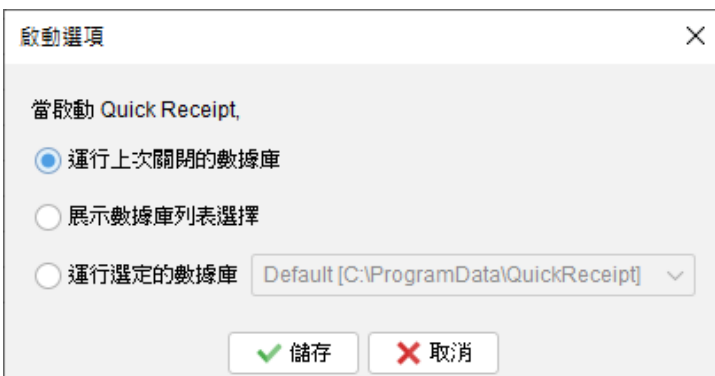 啟動選項
當啟動 Quick Receipt,
運行上次關閉的數據庫
展示數據庫列表選擇
運行選定的數據庫 Default [C:\ProgramData\QuickReceipt]
儲存 取消